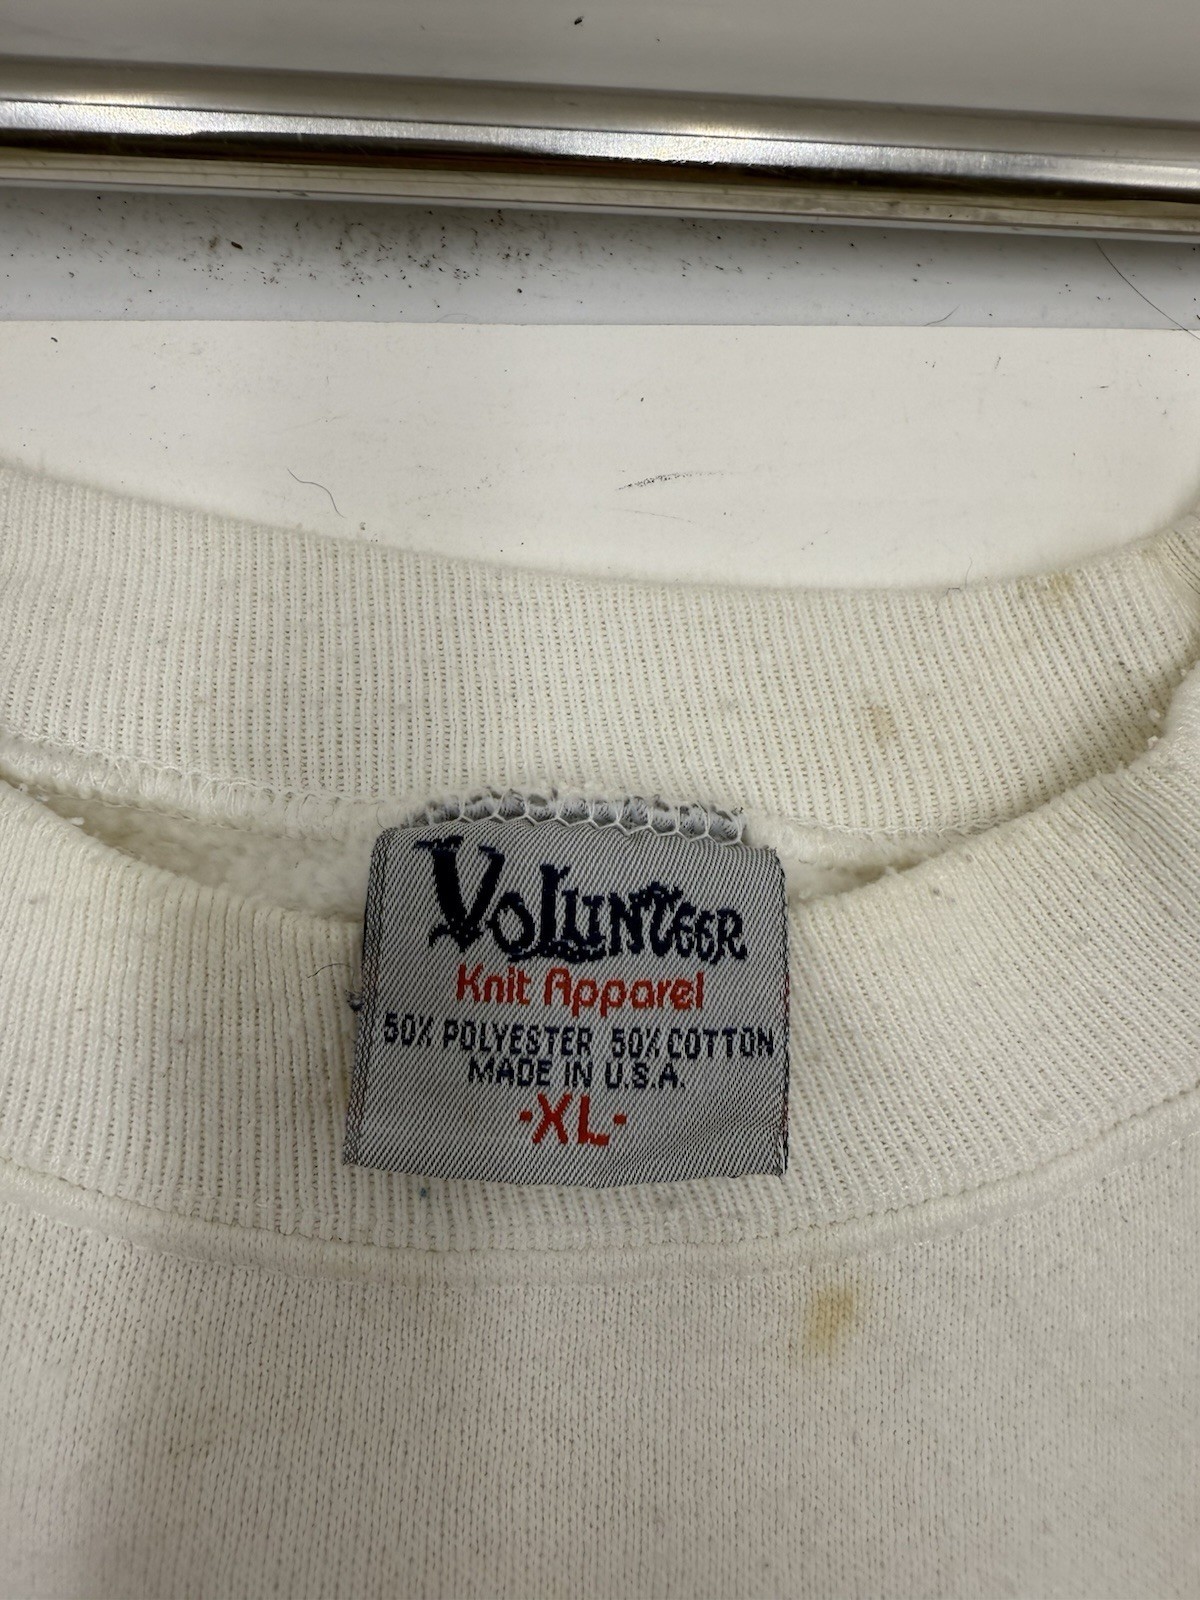 Volunteer
Knit Apparel
50% POLYESTER 50% COTTON
MADE IN U.S.A.
-XL-